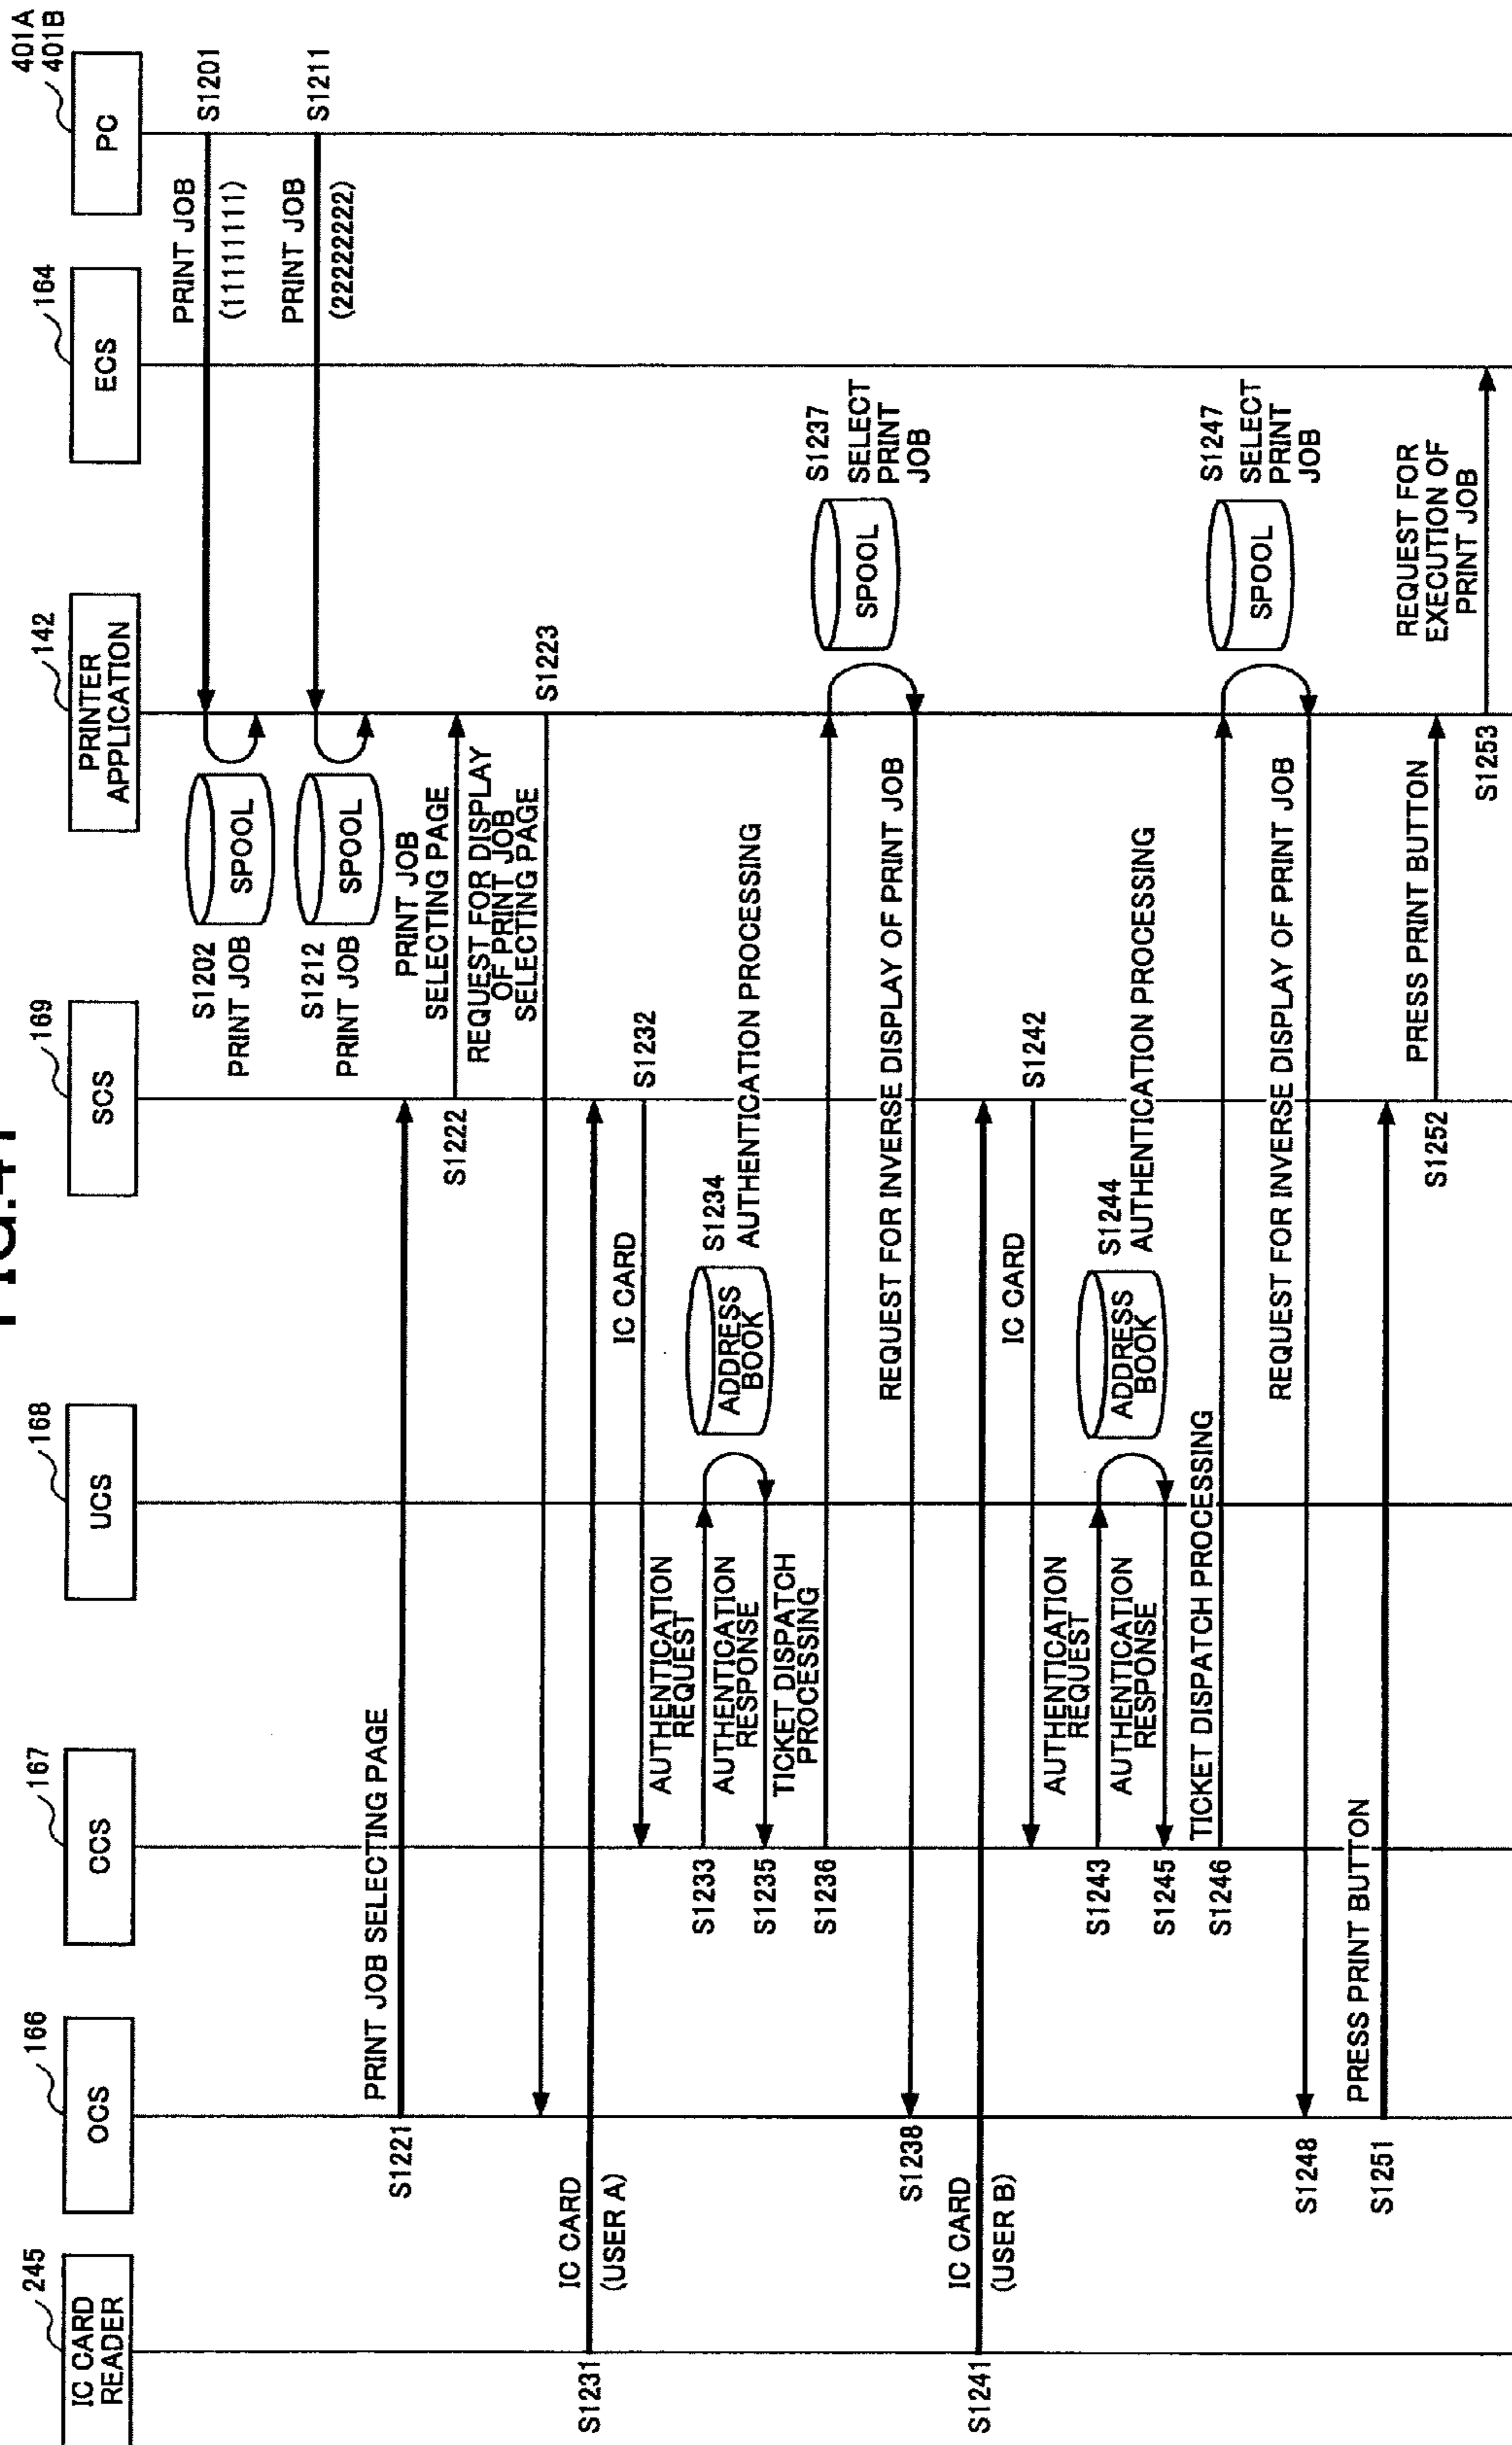 IC CARD
READER
245
OCS
166
CCS
167
UCS
168
SCS
169
PRINTER
APPLICATION
142
ECS
164
PC
401A
401B
PRINT JOB
(11111111)
S1201
S1202
PRINT JOB
SPOOL
PRINT JOB
(22222222)
S1211
S1212
PRINT JOB
SPOOL
S1221
PRINT JOB SELECTING PAGE
S1222
PRINT JOB
SELECTING PAGE
REQUEST FOR DISPLAY
OF PRINT JOB
SELECTING PAGE
S1223
S1231
IC CARD
(USER A)
IC CARD
S1232
S1233
AUTHENTICATION
REQUEST
ADDRESS
BOOK
S1234
AUTHENTICATION PROCESSING
S1235
AUTHENTICATION
RESPONSE
S1236
TICKET DISPATCH
PROCESSING
SPOOL
S1237
SELECT
PRINT
JOB
S1238
REQUEST FOR INVERSE DISPLAY OF PRINT JOB
S1241
IC CARD
(USER B)
IC CARD
S1242
S1243
AUTHENTICATION
REQUEST
ADDRESS
BOOK
S1244
AUTHENTICATION PROCESSING
S1245
AUTHENTICATION
RESPONSE
S1246
TICKET DISPATCH PROCESSING
SPOOL
S1247
SELECT
PRINT
JOB
S1248
REQUEST FOR INVERSE DISPLAY OF PRINT JOB
S1251
PRESS PRINT BUTTON
S1252
PRESS PRINT BUTTON
S1253
REQUEST FOR
EXECUTION OF
PRINT JOB